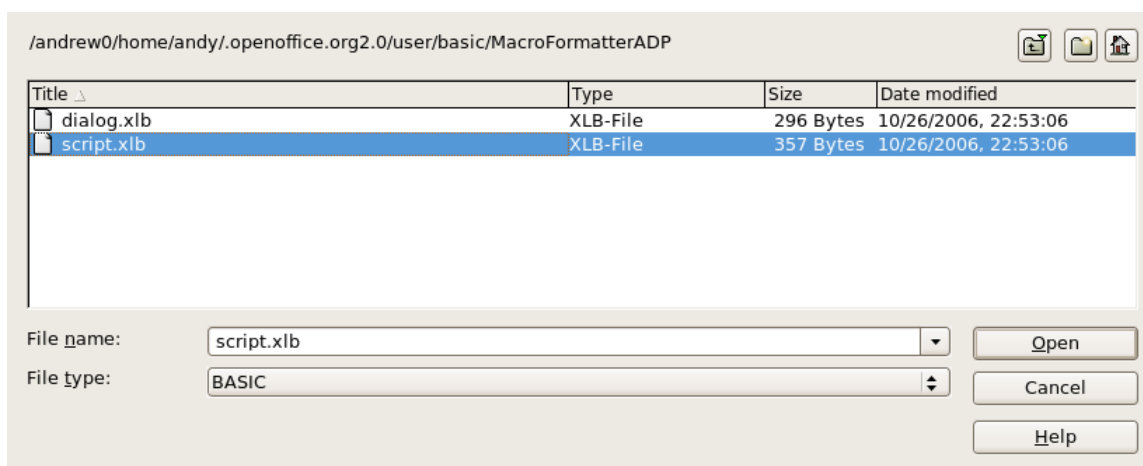 /andrew0/home/andy/.openoffice.org2.0/user/basic/MacroFormatterADP
Title Type Size Date modified
dialog.xlb XLB-File 296 Bytes 10/26/2006, 22:53:06
script.xlb XLB-File 357 Bytes 10/26/2006, 22:53:06
File name: script.xlb Open
File type: BASIC Cancel
Help